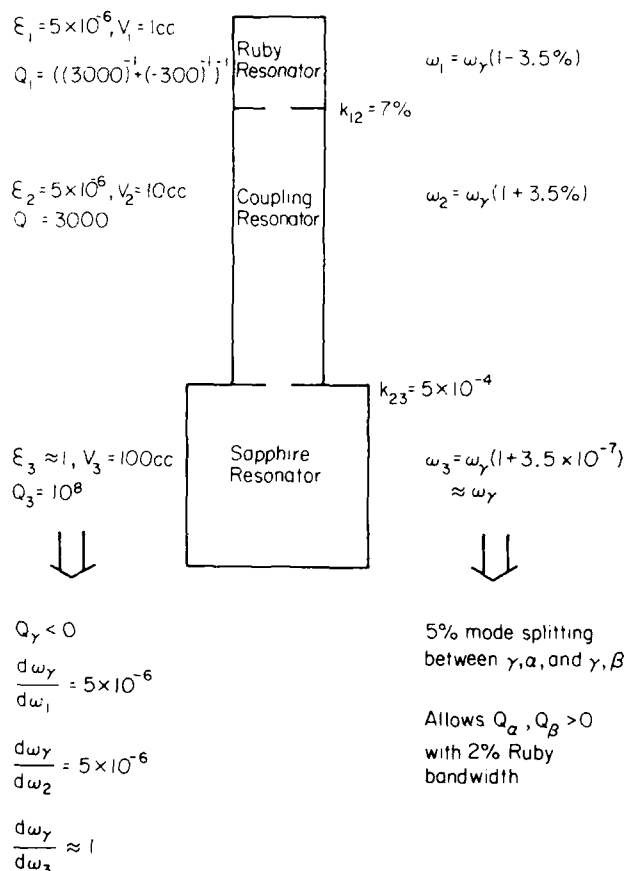 ε₁ = 5×10⁻⁶, V₁ = 1cc
Q₁ = ((3000)⁻¹+(-300)⁻¹)⁻¹
Ruby
Resonator
ω₁ = ωᵧ(1-3.5%)
k₁₂ = 7%
ε₂ = 5×10⁻⁶, V₂ = 10cc
Q = 3000
Coupling
Resonator
ω₂ = ωᵧ(1 + 3.5%)
k₂₃ = 5 × 10⁻⁴
ε₃ ≈ 1, V₃ = 100cc
Q₃ = 10⁸
Sapphire
Resonator
ω₃ = ωᵧ(1+3.5 × 10⁻⁷)
≈ ωᵧ
Qᵧ < 0
dωᵧ
dω₁
= 5×10⁻⁶
dωᵧ
dω₂
= 5×10⁻⁶
dωᵧ
dω₃
≈ 1
5% mode splitting
between γ,α, and γ, β
Allows Q_α , Q_β >0
with 2% Ruby
bandwidth